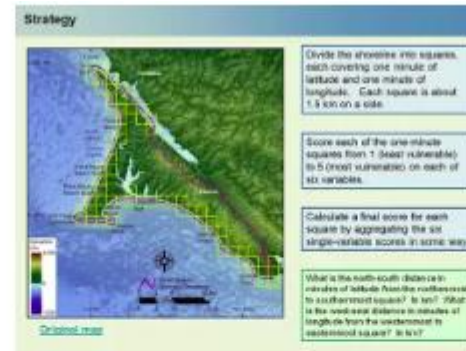 Strategy
Divide the shoreline into squares,
each covering one minute of
latitude and one minute of
longitude. Each square is about
1.5 km on a side.
Score each of the one-minute
squares from 1 (least vulnerable)
to 5 (most vulnerable) on each of
six variables.
Calculate a final score for each
square by aggregating the six
single-variable scores in some way.
What is the north-south distance in
minutes of latitude from the northernmost
to southernmost square? In km? What
is the west-east distance in minutes of
longitude from the westernmost to
easternmost square? In km?
Original map